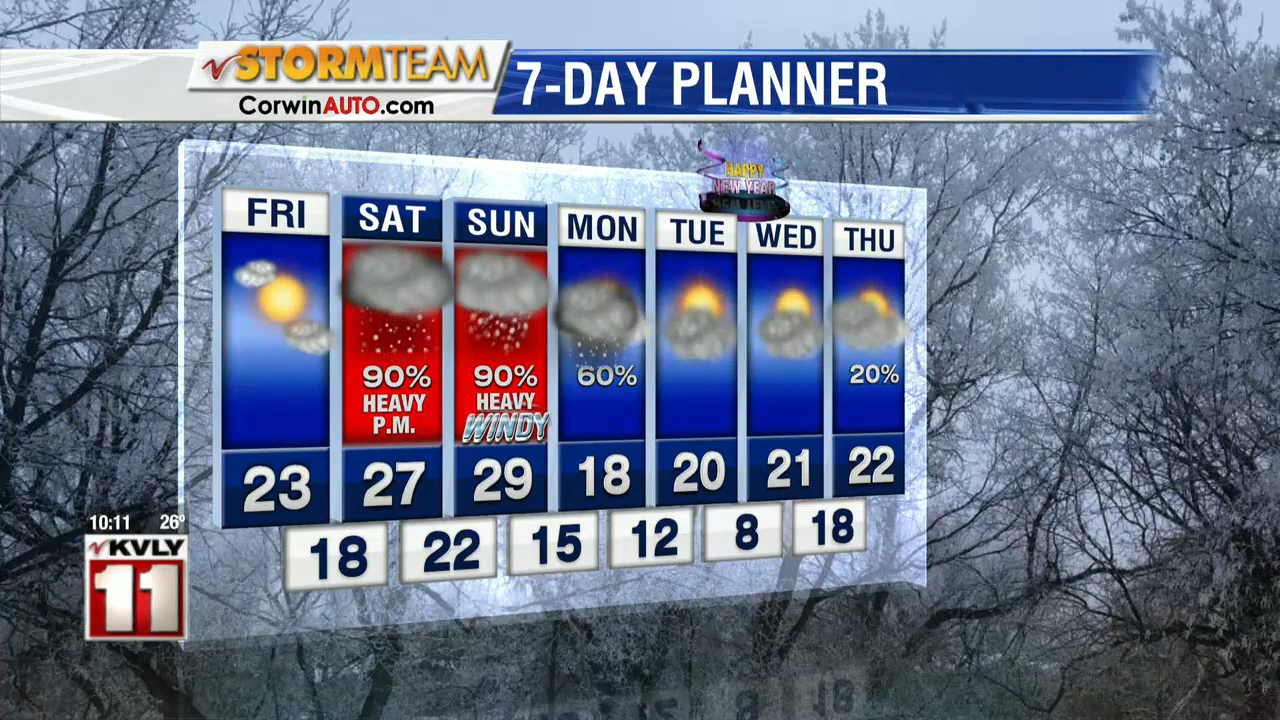 STORMTEAM
CorwinAUTO.com
7-DAY PLANNER
HAPPY
NEW YEAR
FRI SAT SUN MON TUE WED THU
90% 90% 60% 20%
HEAVY HEAVY
P.M. WINDY
23 27 29 18 20 21 22
18 22 15 12 8 18
10:11 26°
KVLY
11
8 18